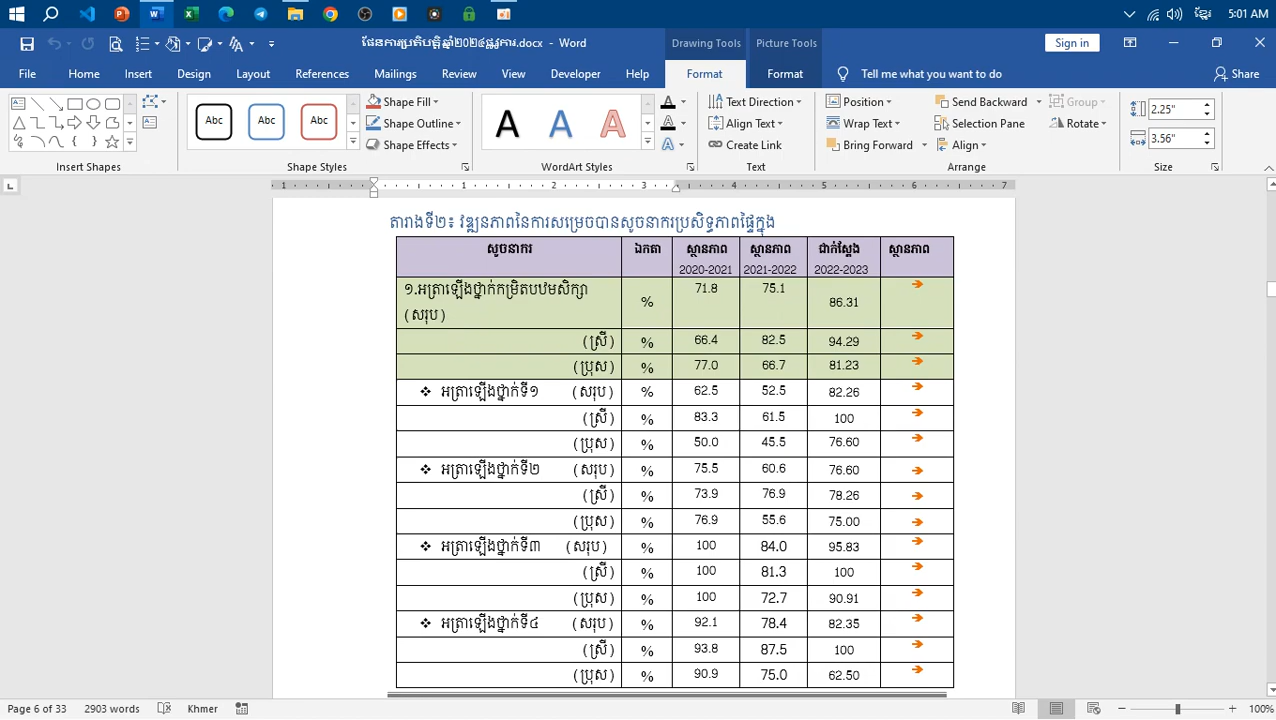 5:01 AM
ផែនការប្រតិបត្តិឆ្នាំ២០២៤ផ្លូវការ.docx - Word
Drawing Tools
Picture Tools
Sign in
File
Home
Insert
Design
Layout
References
Mailings
Review
View
Developer
Help
Format
Format
Tell me what you want to do
Share
Abc
Abc
Abc
Shape Fill
Shape Outline
Shape Effects
A
A
A
Text Direction
Align Text
Create Link
Position
Wrap Text
Bring Forward
Send Backward
Selection Pane
Align
Group
Rotate
2.25"
3.56"
Insert Shapes
Shape Styles
WordArt Styles
Text
Arrange
Size
1 1 2 3 4 5 6 7
តារាងទី២៖ វឌ្ឍនភាពនៃការសម្រេចបានសូចនាករប្រសិទ្ធភាពផ្ទៃក្នុង
សូចនាករ ឯកតា ស្ថានភាព 2020-2021 ស្ថានភាព 2021-2022 ជាក់ស្តែង 2022-2023 ស្ថានភាព
១.អត្រាឡើងថ្នាក់កម្រិតបឋមសិក្សា
(សរុប) % 71.8 75.1 86.31
(ស្រី) % 66.4 82.5 94.29
(ប្រុស) % 77.0 66.7 81.23
❖ អត្រាឡើងថ្នាក់ទី១ (សរុប) % 62.5 52.5 82.26
(ស្រី) % 83.3 61.5 100
(ប្រុស) % 50.0 45.5 76.60
❖ អត្រាឡើងថ្នាក់ទី២ (សរុប) % 75.5 60.6 76.60
(ស្រី) % 73.9 76.9 78.26
(ប្រុស) % 76.9 55.6 75.00
❖ អត្រាឡើងថ្នាក់ទី៣ (សរុប) % 100 84.0 95.83
(ស្រី) % 100 81.3 100
(ប្រុស) % 100 72.7 90.91
❖ អត្រាឡើងថ្នាក់ទី៤ (សរុប) % 92.1 78.4 82.35
(ស្រី) % 93.8 87.5 100
(ប្រុស) % 90.9 75.0 62.50
Page 6 of 33
2903 words
Khmer
100%